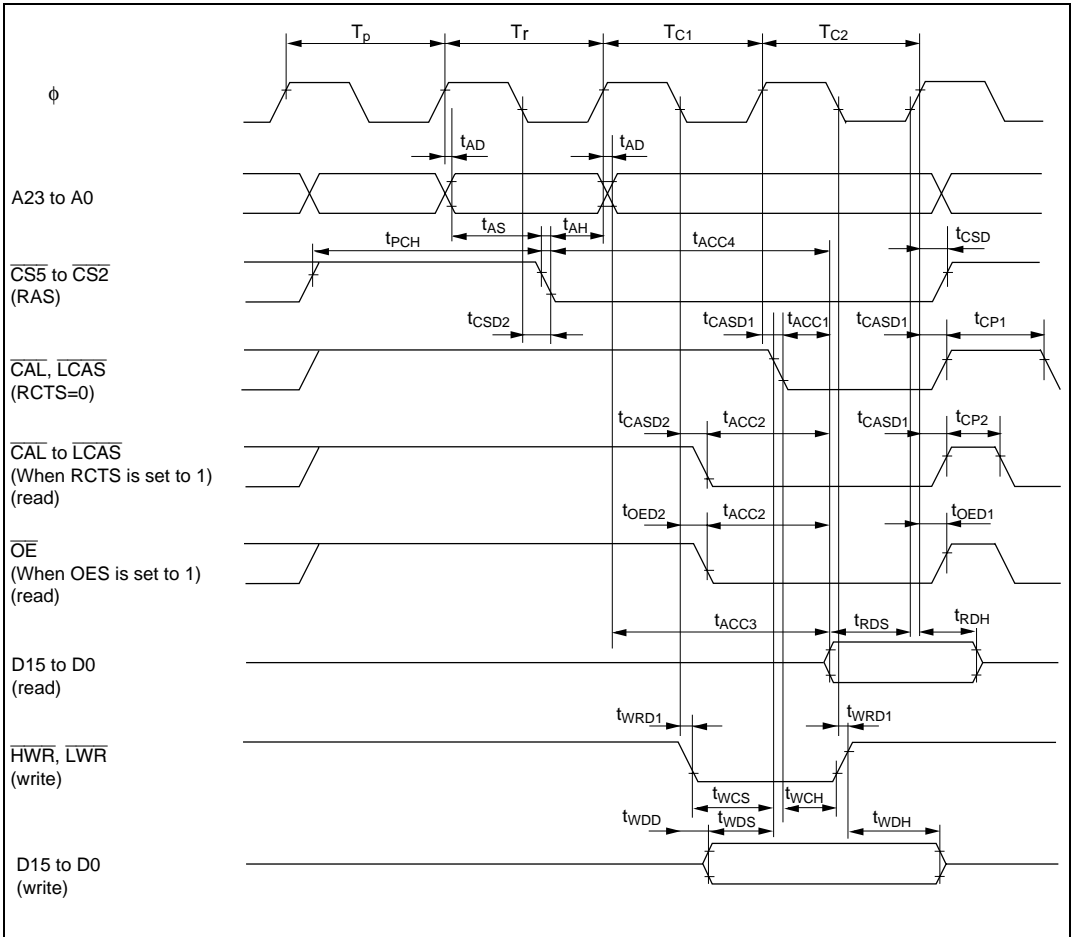 Tp Tr TC1 TC2
ϕ
tAD tAD
A23 to A0
tAS tAH
tPCH tACC4 tCSD
CS5 to CS2
(RAS)
tCSD2 tCASD1 tACC1 tCASD1 tCP1
CAL, LCAS
(RCTS=0)
tCASD2 tACC2 tCASD1 tCP2
CAL to LCAS
(When RCTS is set to 1)
(read)
tOED2 tACC2 tOED1
OE
(When OES is set to 1)
(read)
tACC3 tRDS tRDH
D15 to D0
(read)
tWRD1 tWRD1
HWR, LWR
(write)
tWCS tWCH
tWDD tWDS tWDH
D15 to D0
(write)